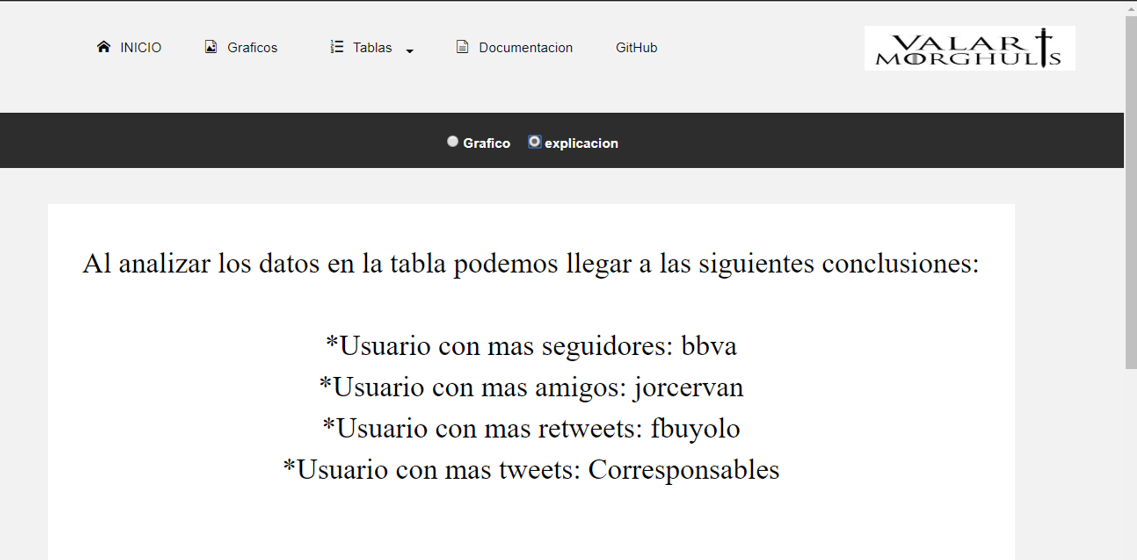 INICIO Graficos Tablas Documentacion GitHub
VALAR MORGHULIS
Grafico explicacion
Al analizar los datos en la tabla podemos llegar a las siguientes conclusiones:
*Usuario con mas seguidores: bbva
*Usuario con mas amigos: jorcervan
*Usuario con mas retweets: fbuyolo
*Usuario con mas tweets: Corresponsables